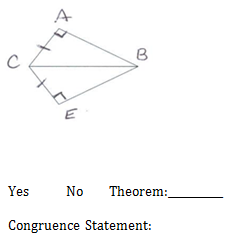 A
B
C
E
Yes No Theorem:________
Congruence Statement: